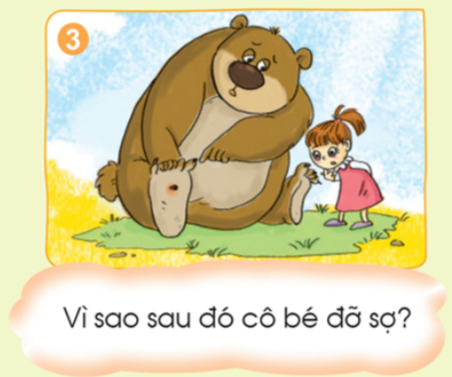 3
Vì sao sau đó cô bé đỡ sợ?